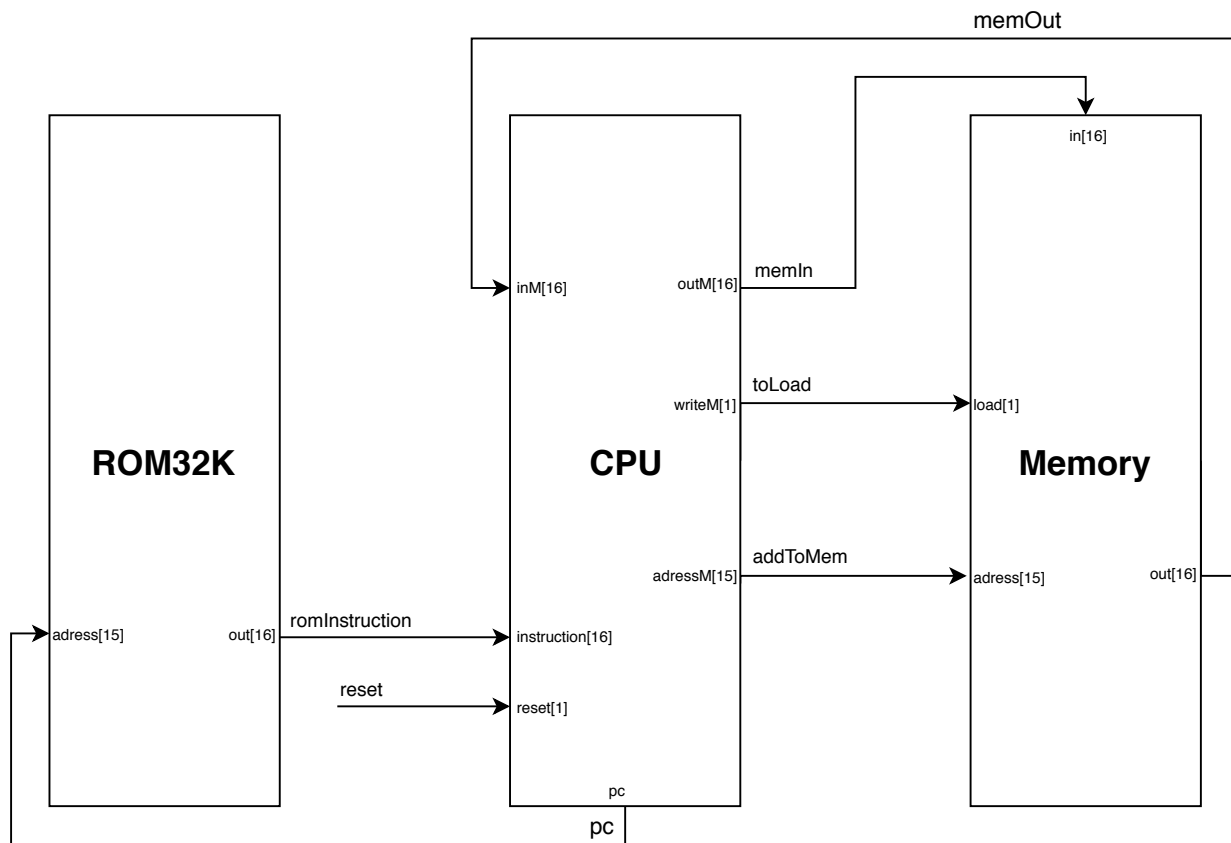 memOut
in[16]
memIn
inM[16]
outM[16]
toLoad
writeM[1]
load[1]
ROM32K
CPU
Memory
addToMem
adressM[15]
adress[15]
out[16]
romInstruction
adress[15]
out[16]
instruction[16]
reset
reset[1]
pc
pc